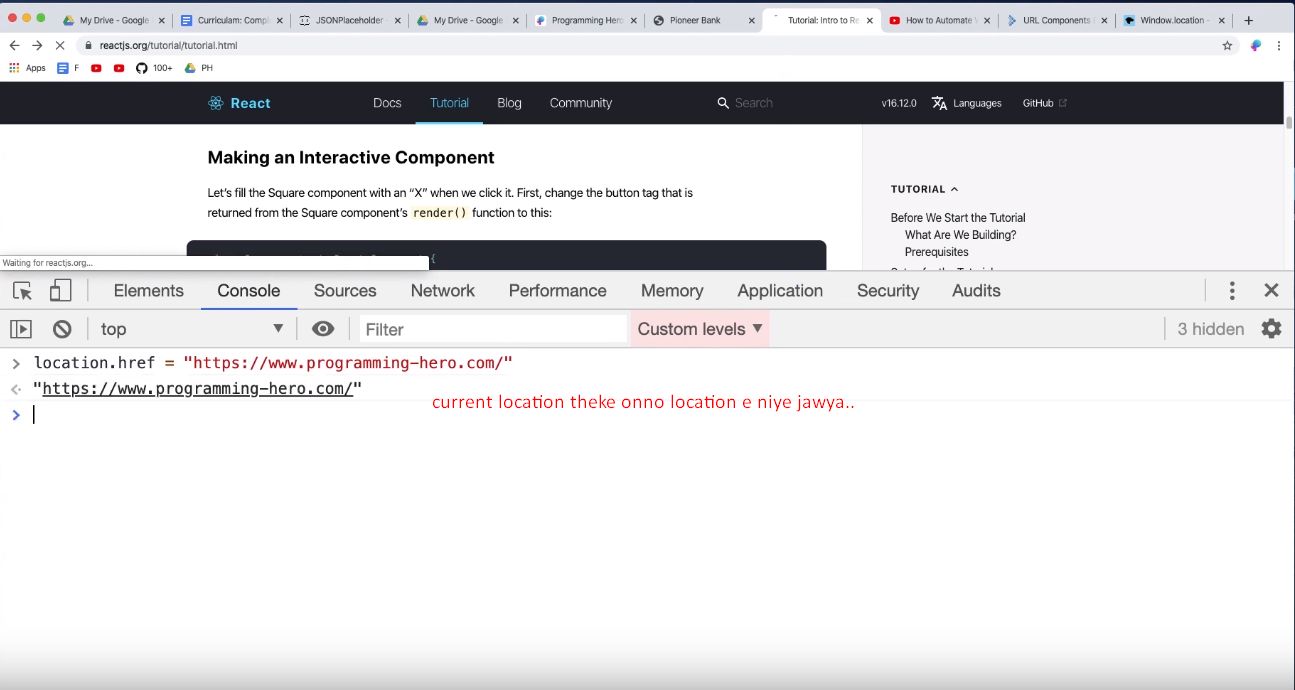 My Drive - Google
Curriculam: Comple
JSONPlaceholder -
My Drive - Google
Programming Hero
Pioneer Bank
Tutorial: Intro to Re
How to Automate
URL Components
Window.location -
reactjs.org/tutorial/tutorial.html
Apps F 100+ PH
React Docs Tutorial Blog Community Search v16.12.0 Languages GitHub
Making an Interactive Component
Let's fill the Square component with an “X” when we click it. First, change the button tag that is
returned from the Square component's render() function to this:
TUTORIAL
Before We Start the Tutorial
What Are We Building?
Prerequisites
Waiting for reactjs.org...
Elements Console Sources Network Performance Memory Application Security Audits
top Filter Custom levels 3 hidden
> location.href = "https://www.programming-hero.com/"
"https://www.programming-hero.com/"
current location theke onno location e niye jawya..
>